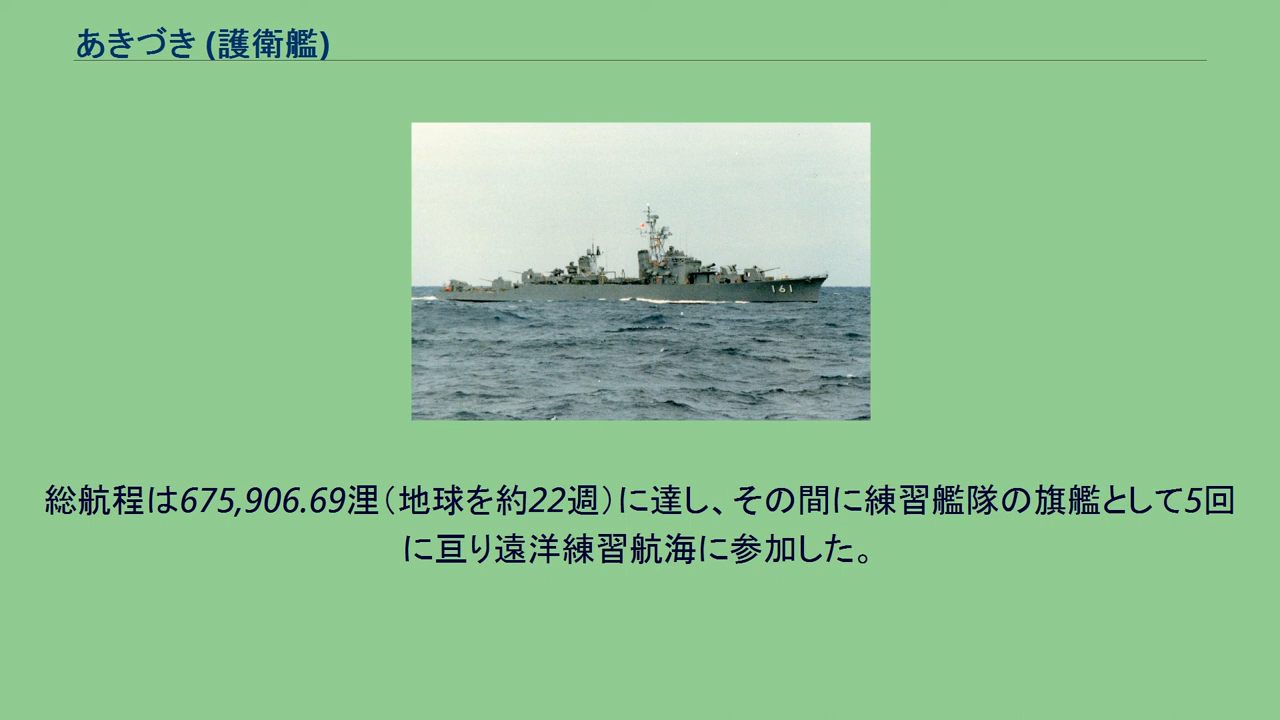 あきづき (護衛艦)
161
総航程は675,906.69浬（地球を約22週）に達し、その間に練習艦隊の旗艦として5回
に亘り遠洋練習航海に参加した。